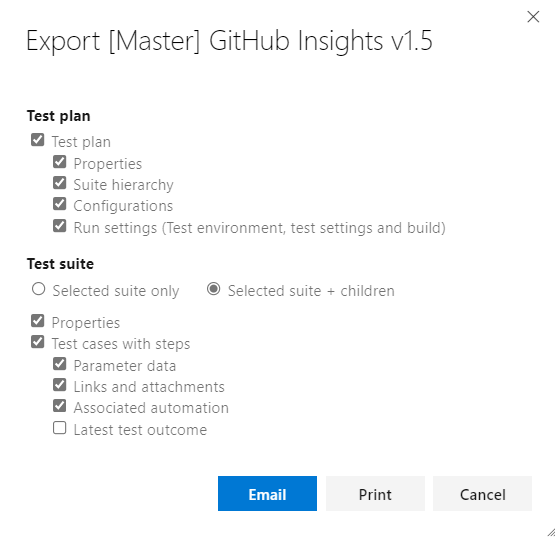 Export [Master] GitHub Insights v1.5
Test plan
Test plan
Properties
Suite hierarchy
Configurations
Run settings (Test environment, test settings and build)
Test suite
Selected suite only Selected suite + children
Properties
Test cases with steps
Parameter data
Links and attachments
Associated automation
Latest test outcome
Email Print Cancel